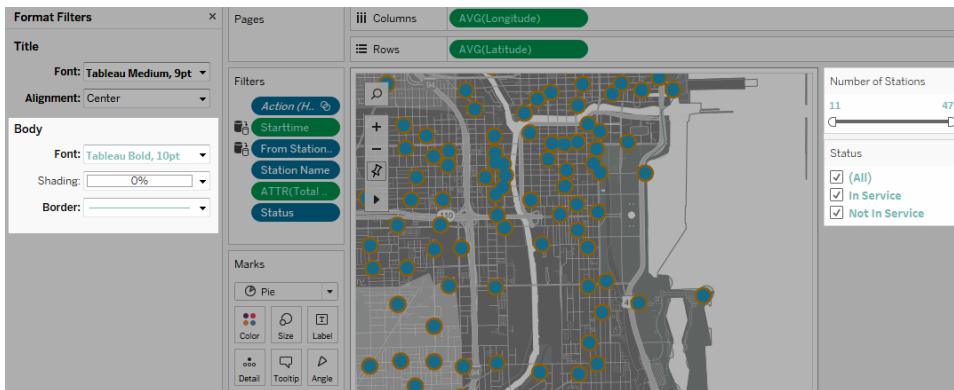 Format Filters ×
Title
Font: Tableau Medium, 9pt
Alignment: Center
Body
Font: Tableau Bold, 10pt
Shading: 0%
Border:
Pages
Columns AVG(Longitude)
Rows AVG(Latitude)
Filters
Action (H..
Starttime
From Station..
Station Name
ATTR(Total ..
Status
Marks
Pie
Color Size Label
Detail Tooltip Angle
94
Number of Stations
11 47
Status
(All)
In Service
Not In Service